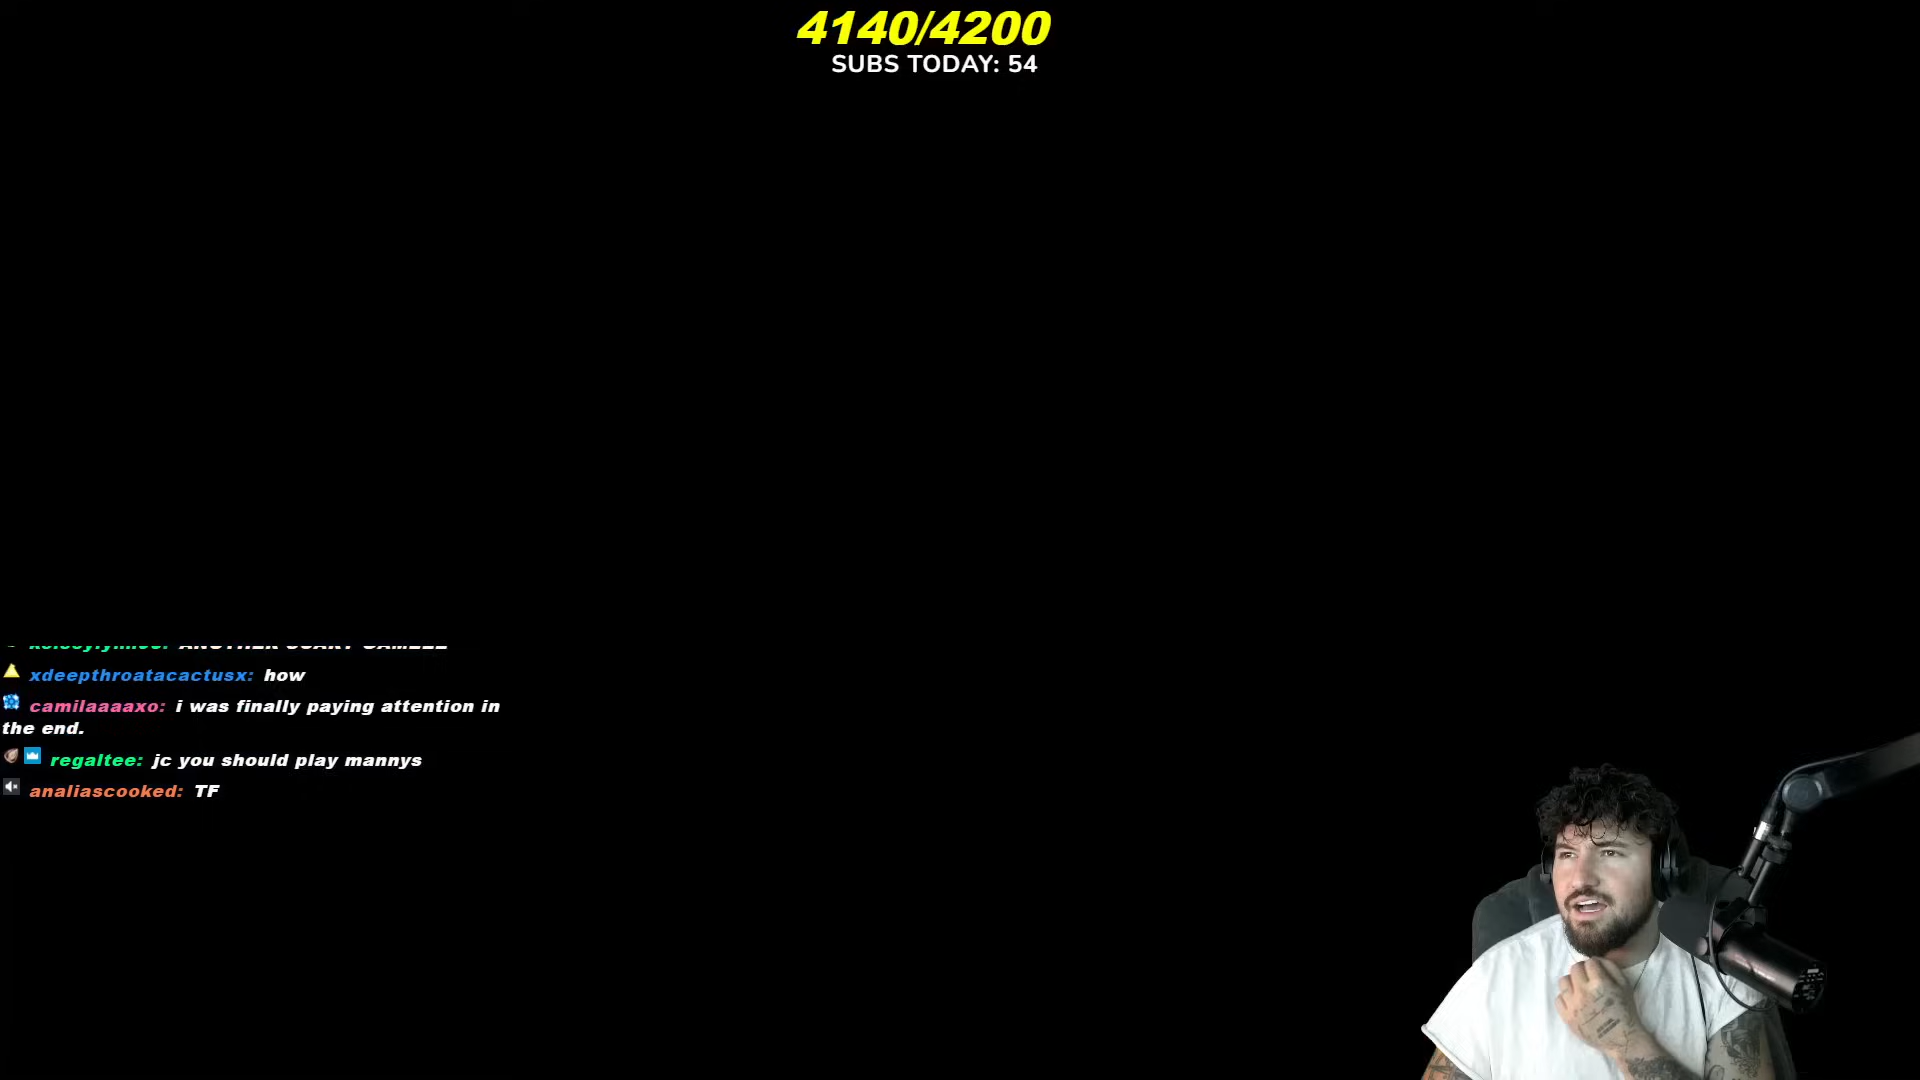 4140/4200
SUBS TODAY: 54
xdeepthroatacactusx: how
camilaaaaxo: i was finally paying attention in
the end.
regaltee: jc you should play mannys
analiascooked: TF